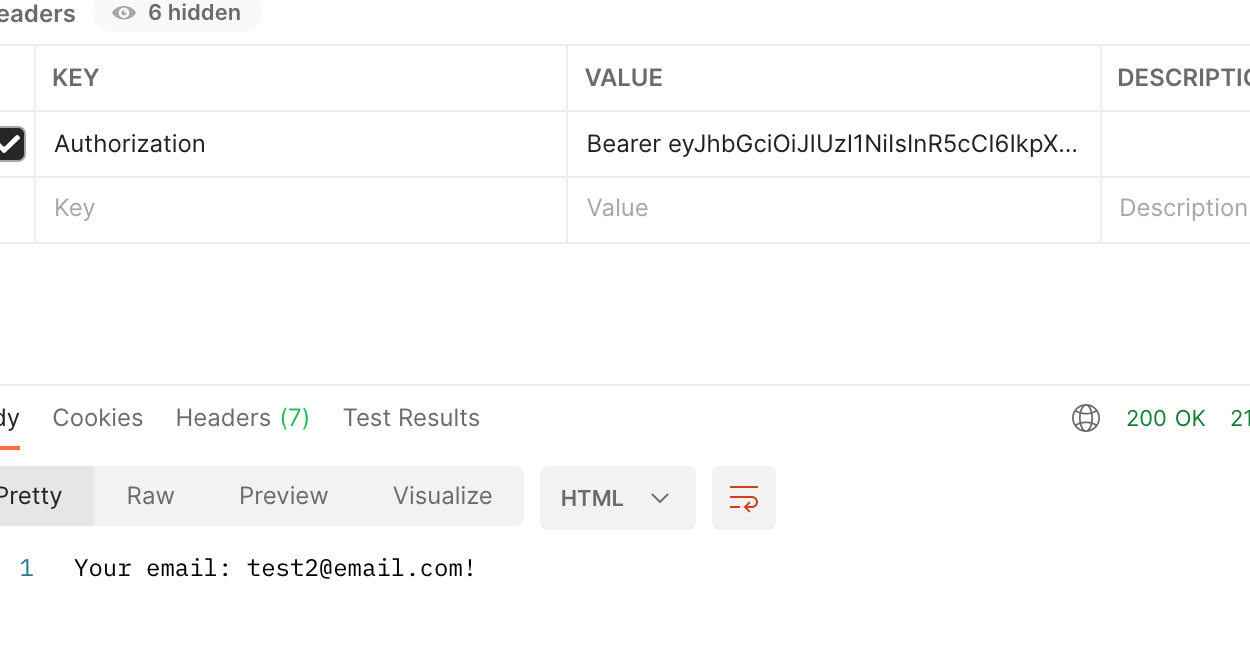 eaders 6 hidden
KEY VALUE DESCRIPTIO
Authorization Bearer eyJhbGciOiJIUzI1NiIsInR5cCI6IkpX...
Key Value Description
dy Cookies Headers (7) Test Results 200 OK 21
Pretty Raw Preview Visualize HTML
1 Your email: test2@email.com!